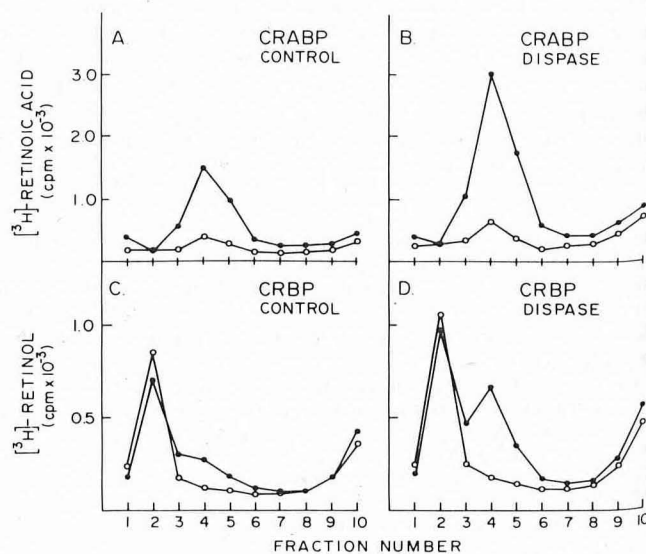 A. CRABP CONTROL
B. CRABP DISPASE
[³H]-RETINOIC ACID
(cpm x 10⁻³)
3.0
2.0
1.0
C. CRBP CONTROL
D. CRBP DISPASE
[³H]-RETINOL
(cpm x 10⁻³)
1.0
0.5
1 2 3 4 5 6 7 8 9 10
1 2 3 4 5 6 7 8 9 10
FRACTION NUMBER